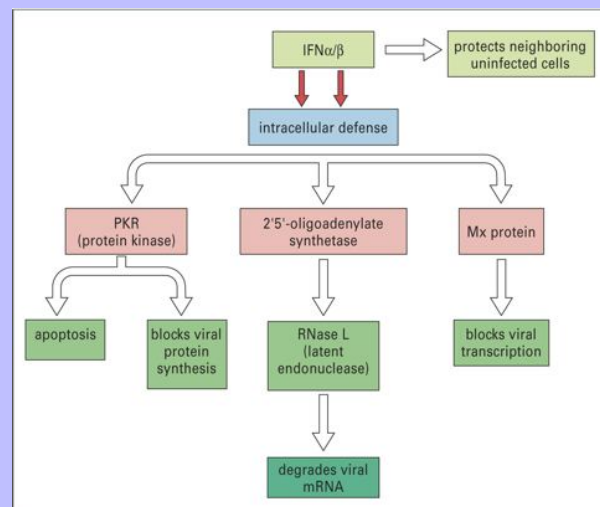 IFNα/β
protects neighboring
uninfected cells
intracellular defense
PKR
(protein kinase)
2'5'-oligoadenylate
synthetase
Mx protein
apoptosis
blocks viral
protein
synthesis
RNase L
(latent
endonuclease)
blocks viral
transcription
degrades viral
mRNA